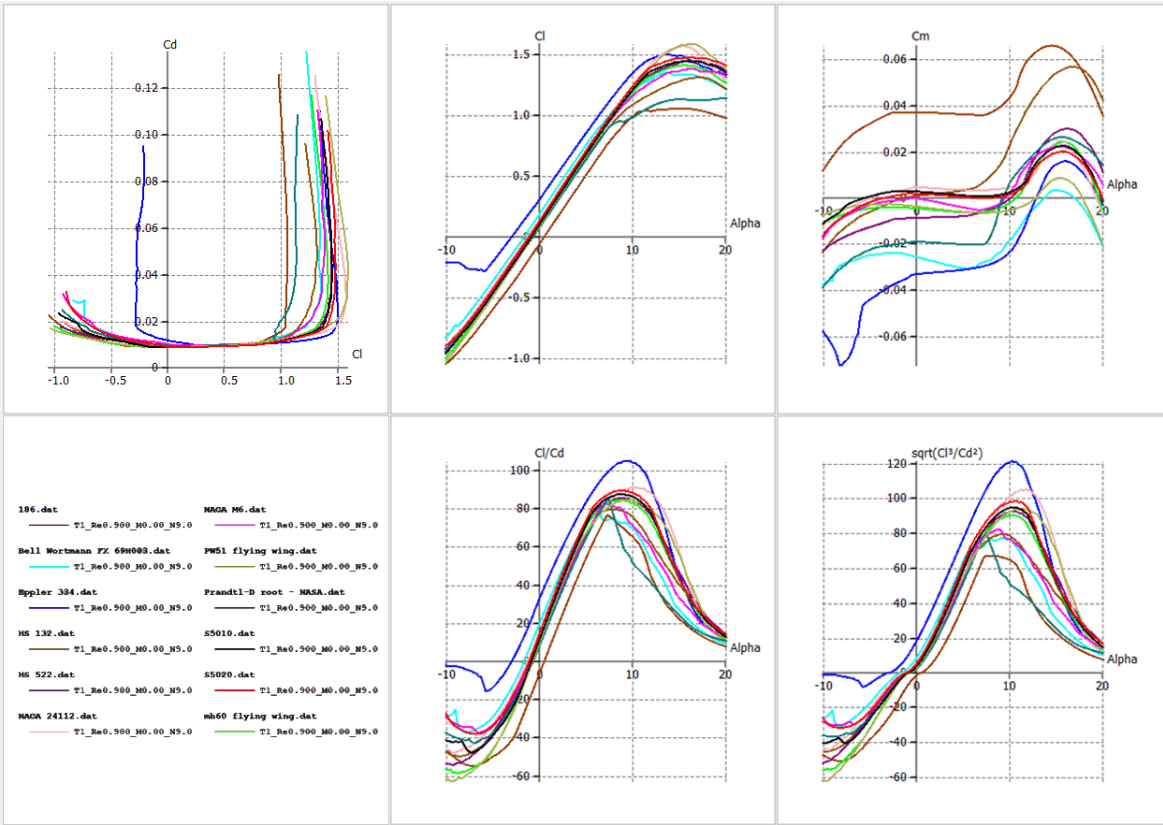 Cd
0.12
0.10
0.08
0.06
0.04
0.02
0
Cl
-1.0
-0.5
0
0.5
1.0
1.5
Cl
1.5
1.0
0.5
Alpha
-10
0
10
20
-0.5
-1.0
Cm
0.06
0.04
0.02
Alpha
-10
0
10
20
-0.02
-0.04
-0.06
186.dat
T1_Re0.900_M0.00_N9.0
Bell Wortmann FX 69H083.dat
T1_Re0.900_M0.00_N9.0
Eppler 334.dat
T1_Re0.900_M0.00_N9.0
HS 132.dat
T1_Re0.900_M0.00_N9.0
HS 522.dat
T1_Re0.900_M0.00_N9.0
NACA 24112.dat
T1_Re0.900_M0.00_N9.0
NACA M6.dat
T1_Re0.900_M0.00_N9.0
PW51 flying wing.dat
T1_Re0.900_M0.00_N9.0
Prandtl-D root - NASA.dat
T1_Re0.900_M0.00_N9.0
S5010.dat
T1_Re0.900_M0.00_N9.0
S5020.dat
T1_Re0.900_M0.00_N9.0
mh60 flying wing.dat
T1_Re0.900_M0.00_N9.0
Cl/Cd
100
80
60
40
20
Alpha
-10
0
10
20
-20
-40
-60
sqrt(Cl³/Cd²)
120
100
80
60
40
20
Alpha
-10
0
10
20
-20
-40
-60